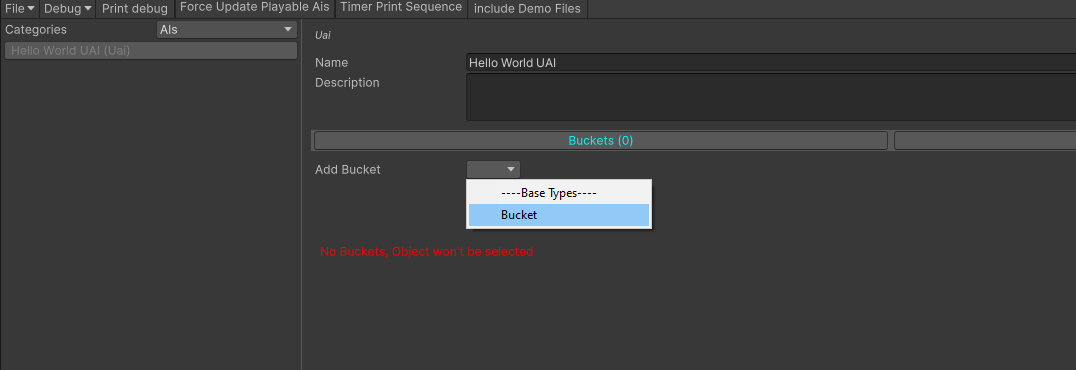 File Debug Print debug Force Update Playable Ais Timer Print Sequence include Demo Files
Categories AIs
Hello World UAI (Uai)
Uai
Name Hello World UAI
Description
Buckets (0)
Add Bucket
----Base Types----
Bucket
No Buckets, Object won't be selected